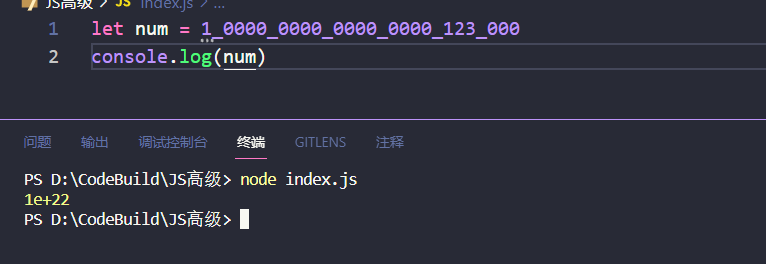 JS高级 > JS index.js > ...
1 let num = 1_0000_0000_0000_0000_123_000
2 console.log(num)
问题 输出 调试控制台 终端 GITLENS 注释
PS D:\CodeBuild\JS高级> node index.js
1e+22
PS D:\CodeBuild\JS高级>